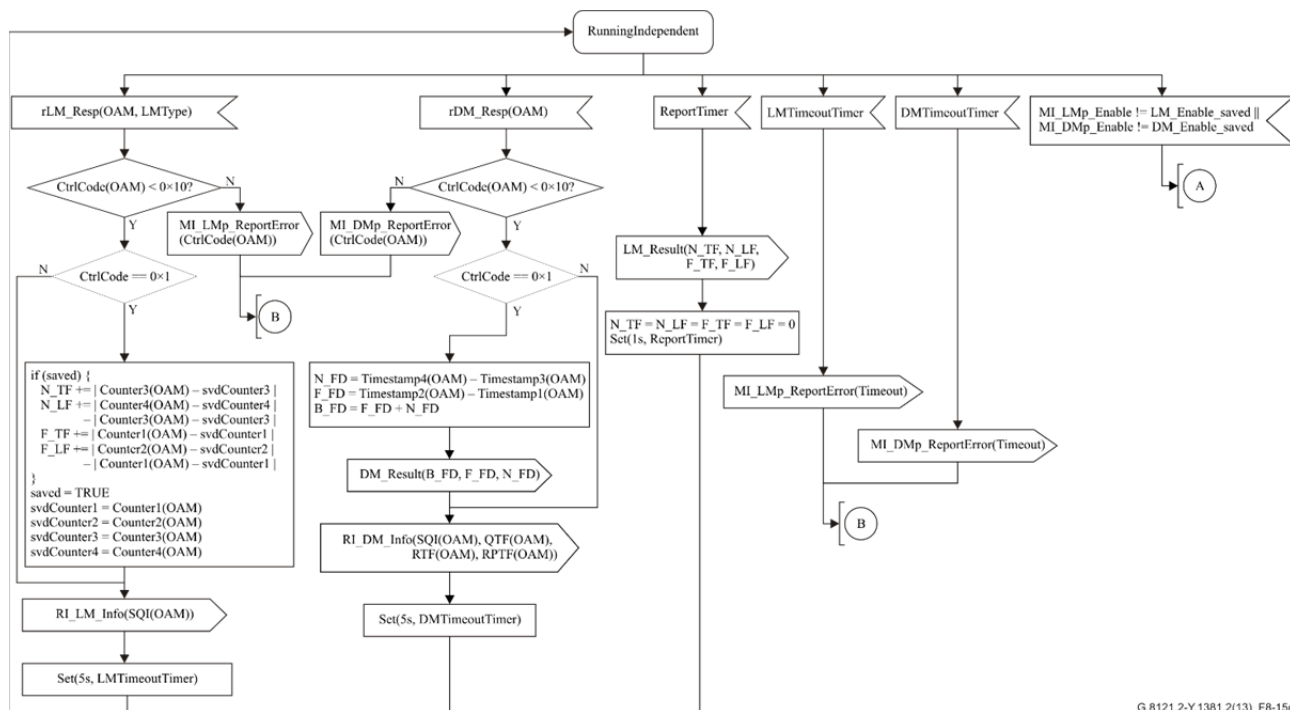 RunningIndependent
rLM_Resp(OAM, LMType)
rDM_Resp(OAM)
ReportTimer
LMTimeoutTimer
DMTimeoutTimer
MI_LMp_Enable != LM_Enable_saved ||
MI_DMp_Enable != DM_Enable_saved
CtrlCode(OAM) < 0×10?
N
Y
MI_LMp_ReportError
(CtrlCode(OAM))
N
CtrlCode(OAM) < 0×10?
Y
MI_DMp_ReportError
(CtrlCode(OAM))
A
N
CtrlCode == 0×1
Y
B
CtrlCode == 0×1
N
Y
LM_Result(N_TF, N_LF,
F_TF, F_LF)
N_TF = N_LF = F_TF = F_LF = 0
Set(1s, ReportTimer)
if (saved) {
N_TF += | Counter3(OAM) – svdCounter3 |
N_LF += | Counter4(OAM) – svdCounter4 |
– | Counter3(OAM) – svdCounter3 |
F_TF += | Counter1(OAM) – svdCounter1 |
F_LF += | Counter2(OAM) – svdCounter2 |
– | Counter1(OAM) – svdCounter1 |
}
saved = TRUE
svdCounter1 = Counter1(OAM)
svdCounter2 = Counter2(OAM)
svdCounter3 = Counter3(OAM)
svdCounter4 = Counter4(OAM)
N_FD = Timestamp4(OAM) – Timestamp3(OAM)
F_FD = Timestamp2(OAM) – Timestamp1(OAM)
B_FD = F_FD + N_FD
DM_Result(B_FD, F_FD, N_FD)
MI_LMp_ReportError(Timeout)
MI_DMp_ReportError(Timeout)
B
RI_DM_Info(SQI(OAM), QTF(OAM),
RTF(OAM), RPTF(OAM))
RI_LM_Info(SQI(OAM))
Set(5s, DMTimeoutTimer)
Set(5s, LMTimeoutTimer)